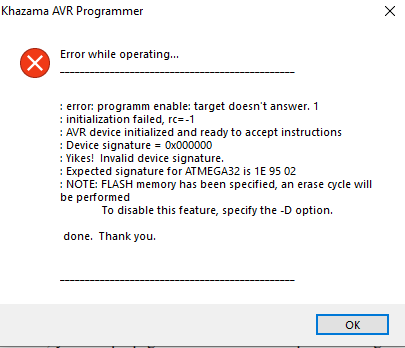 Khazama AVR Programmer
Error while operating...
_______________________________________________
: error: programm enable: target doesn't answer. 1
: initialization failed, rc=-1
: AVR device initialized and ready to accept instructions
: Device signature = 0x000000
: Yikes!  Invalid device signature.
: Expected signature for ATMEGA32 is 1E 95 02
: NOTE: FLASH memory has been specified, an erase cycle will
be performed
To disable this feature, specify the -D option.
done.  Thank you.
_______________________________________________
OK